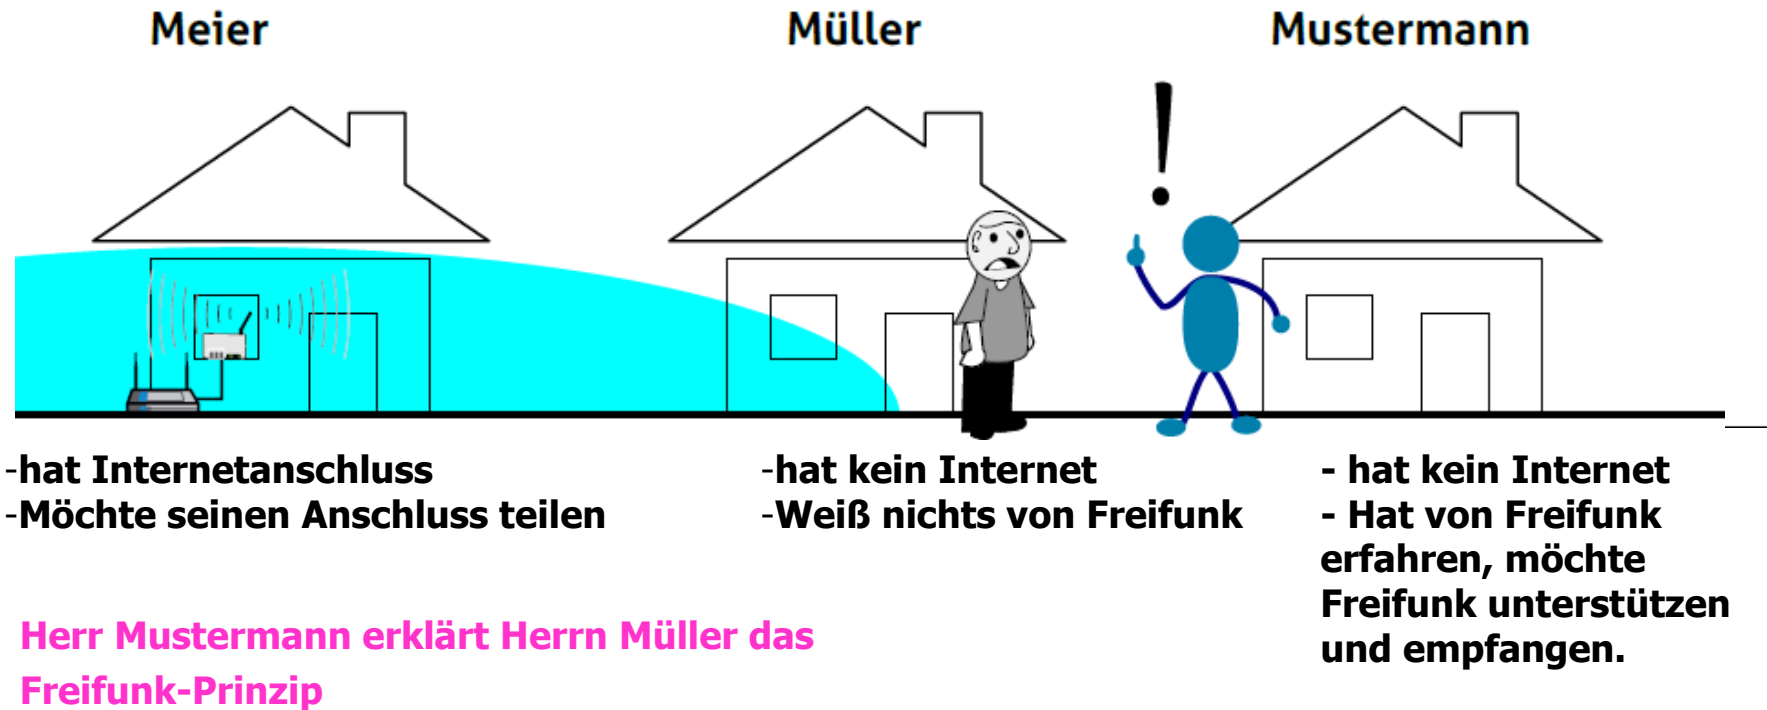 Meier
Müller
Mustermann
!
-hat Internetanschluss
-Möchte seinen Anschluss teilen
-hat kein Internet
-Weiß nichts von Freifunk
- hat kein Internet
- Hat von Freifunk
erfahren, möchte
Freifunk unterstützen
und empfangen.
Herr Mustermann erklärt Herrn Müller das
Freifunk-Prinzip